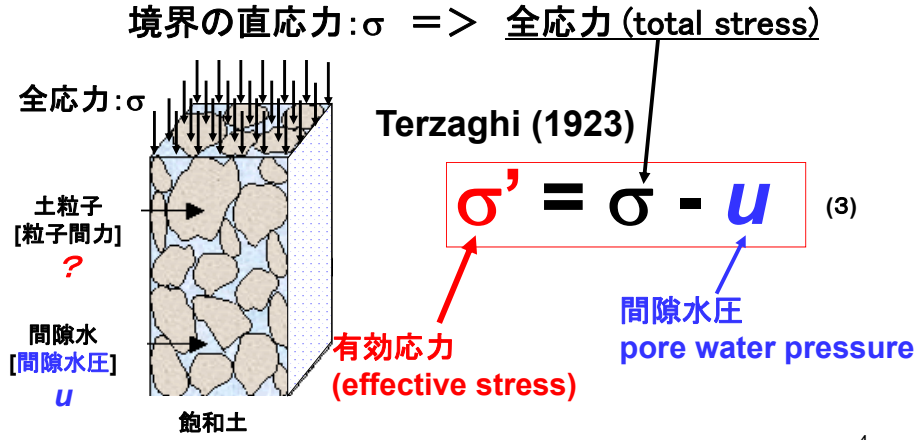 境界の直応力:σ => 全応力(total stress)
全応力:σ
Terzaghi (1923)
σ' = σ - u (3)
土粒子
[粒子間力]
?
間隙水
[間隙水圧]
u
有効応力
(effective stress)
間隙水圧
pore water pressure
飽和土
4